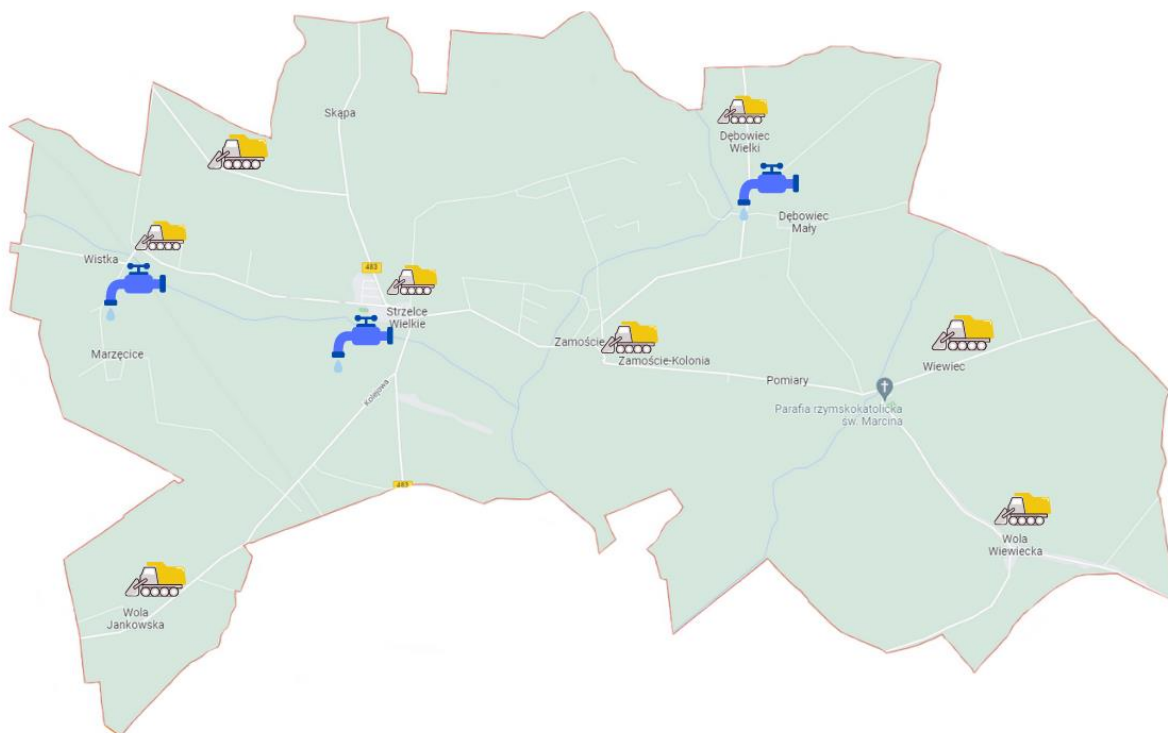 Skąpa
Dębowiec
Wielki
Dębowiec
Mały
Wistka
483
Strzelce
Wielkie
Marzęcice
Zamoście
Zamoście-Kolonia
Wiewiec
Pomiary
Kolejowa
Parafia rzymskokatolicka
św. Marcina
483
Wola
Wiewiecka
Wola
Jankowska